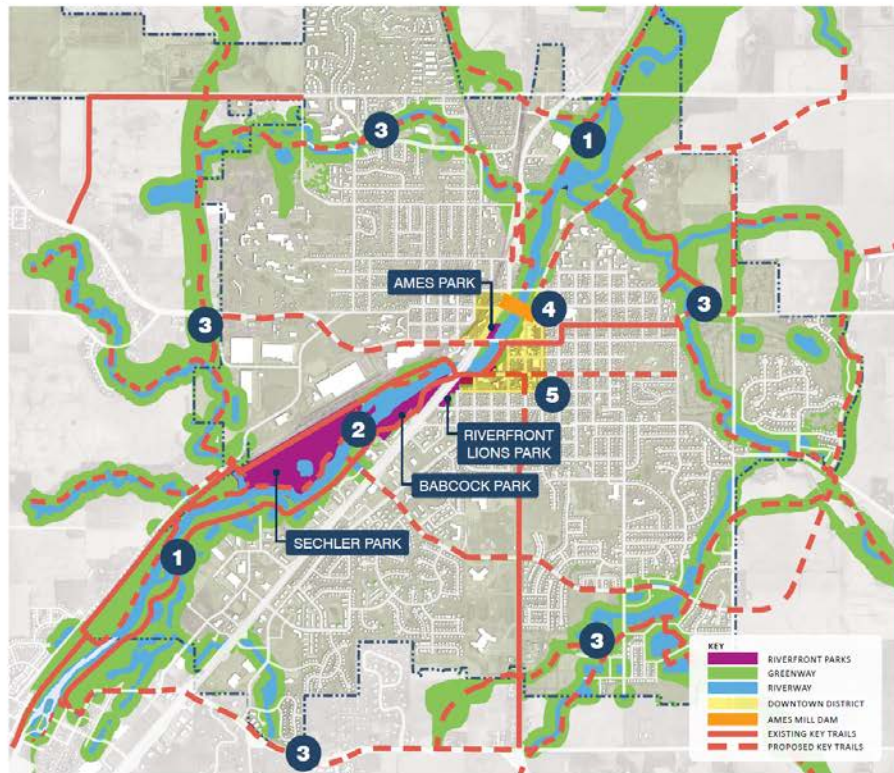 1
3
AMES PARK
4
3
3
5
2
RIVERFRONT
LIONS PARK
BABCOCK PARK
SECHLER PARK
1
3
3
KEY
RIVERFRONT PARKS
GREENWAY
RIVERWAY
DOWNTOWN DISTRICT
AMES MILL DAM
EXISTING KEY TRAILS
PROPOSED KEY TRAILS